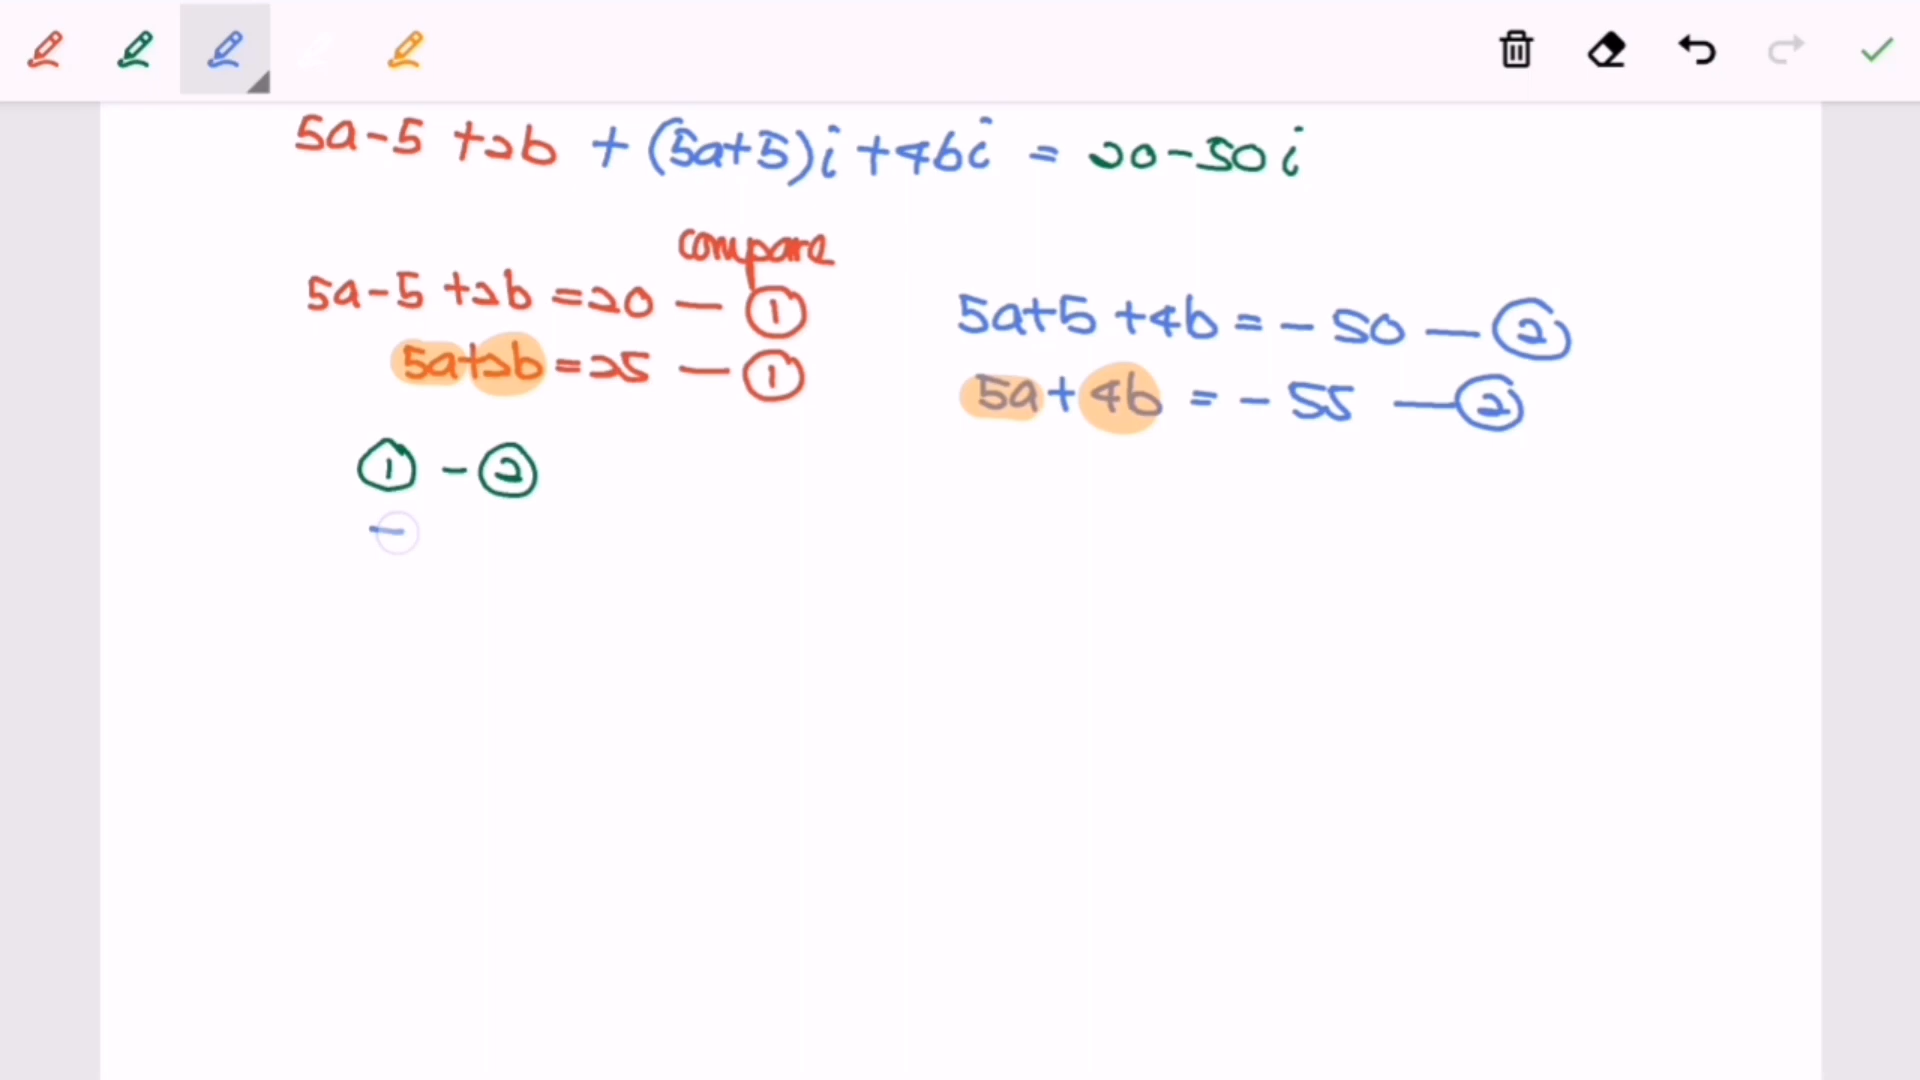 5a-5 +2b + (5a+5)i +4bi = 20-50i
compare
5a-5 +2b =20 — ①
5a+2b =25 — ①
5a+5 +4b = - 50 — ②
5a+4b = - 55 — ②
① - ②
-